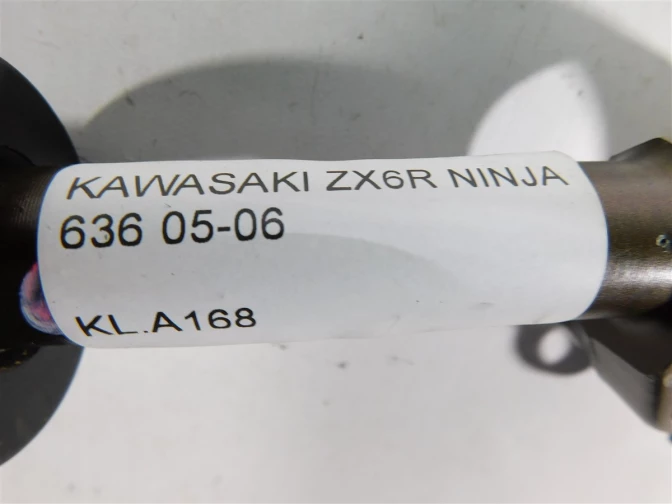 KAWASAKI ZX6R NINJA
636 05-06
KL.A168